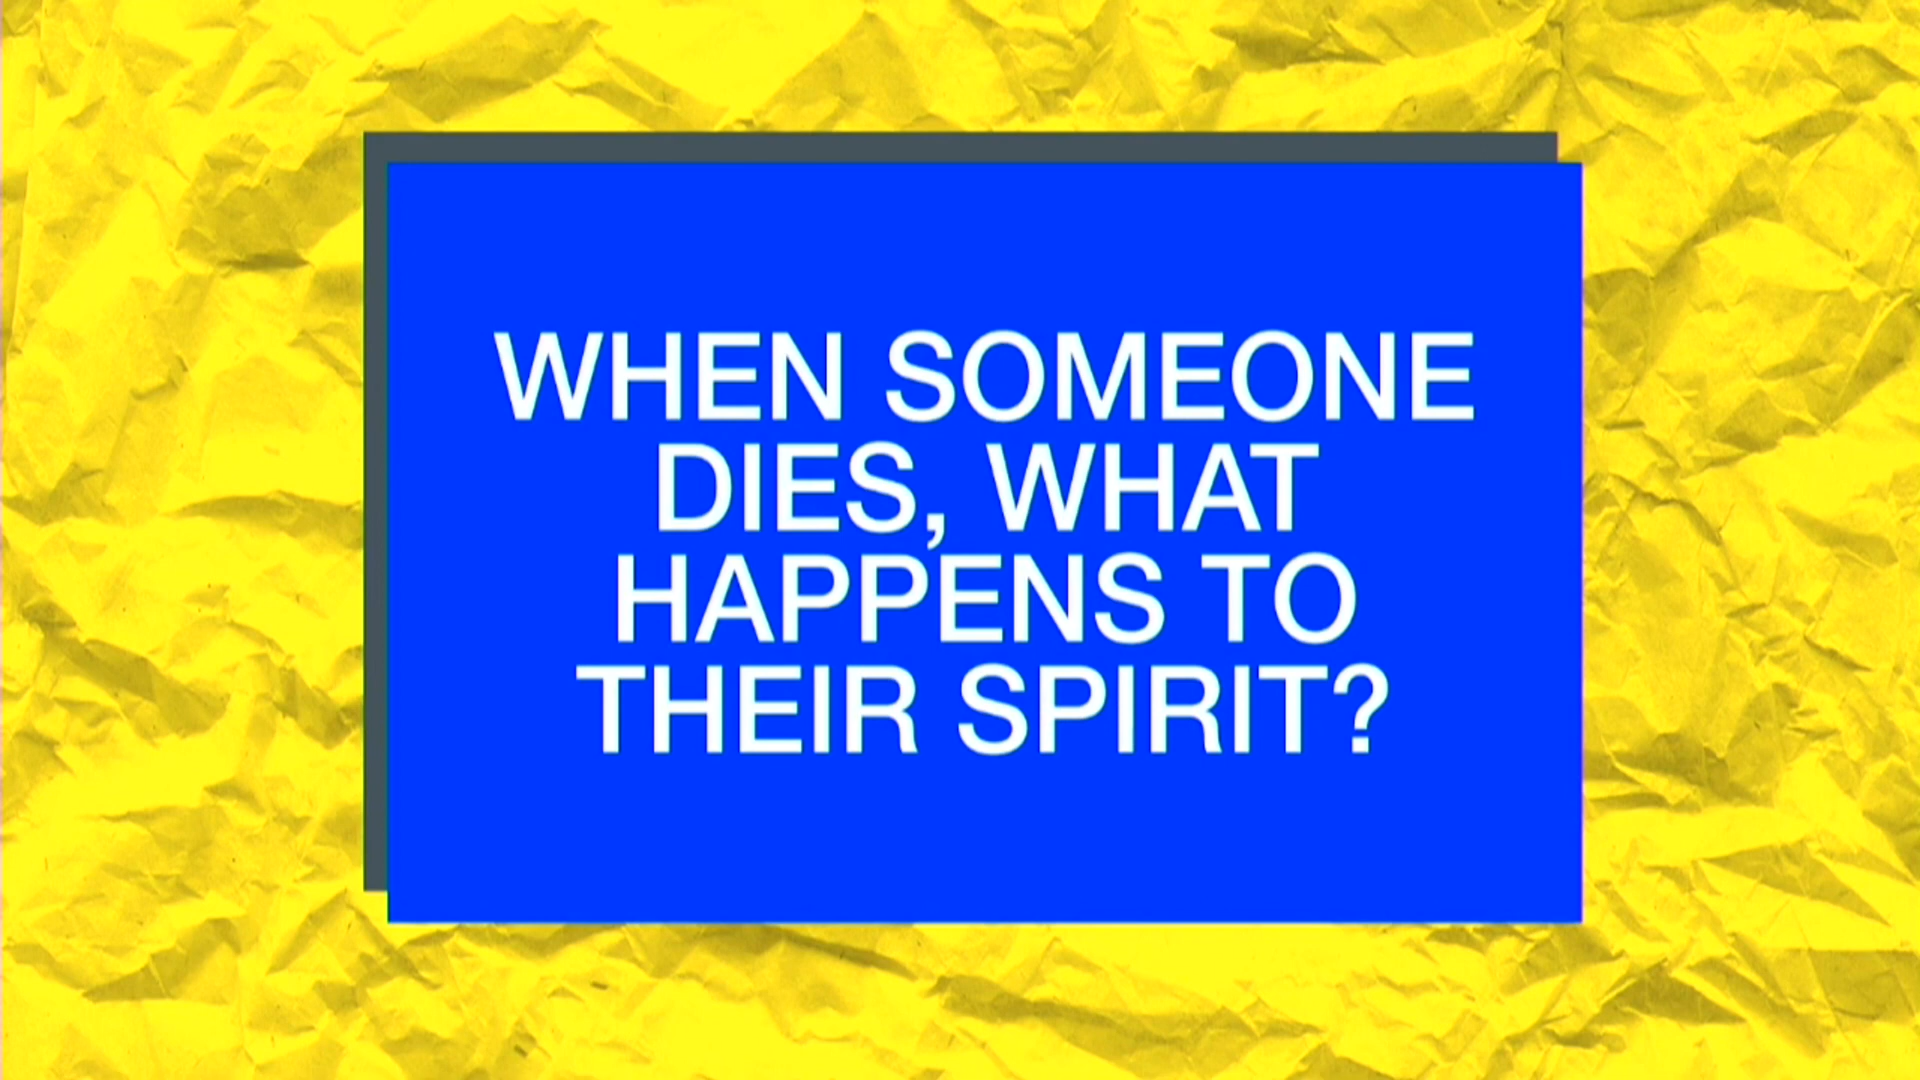 WHEN SOMEONE
DIES, WHAT
HAPPENS TO
THEIR SPIRIT?